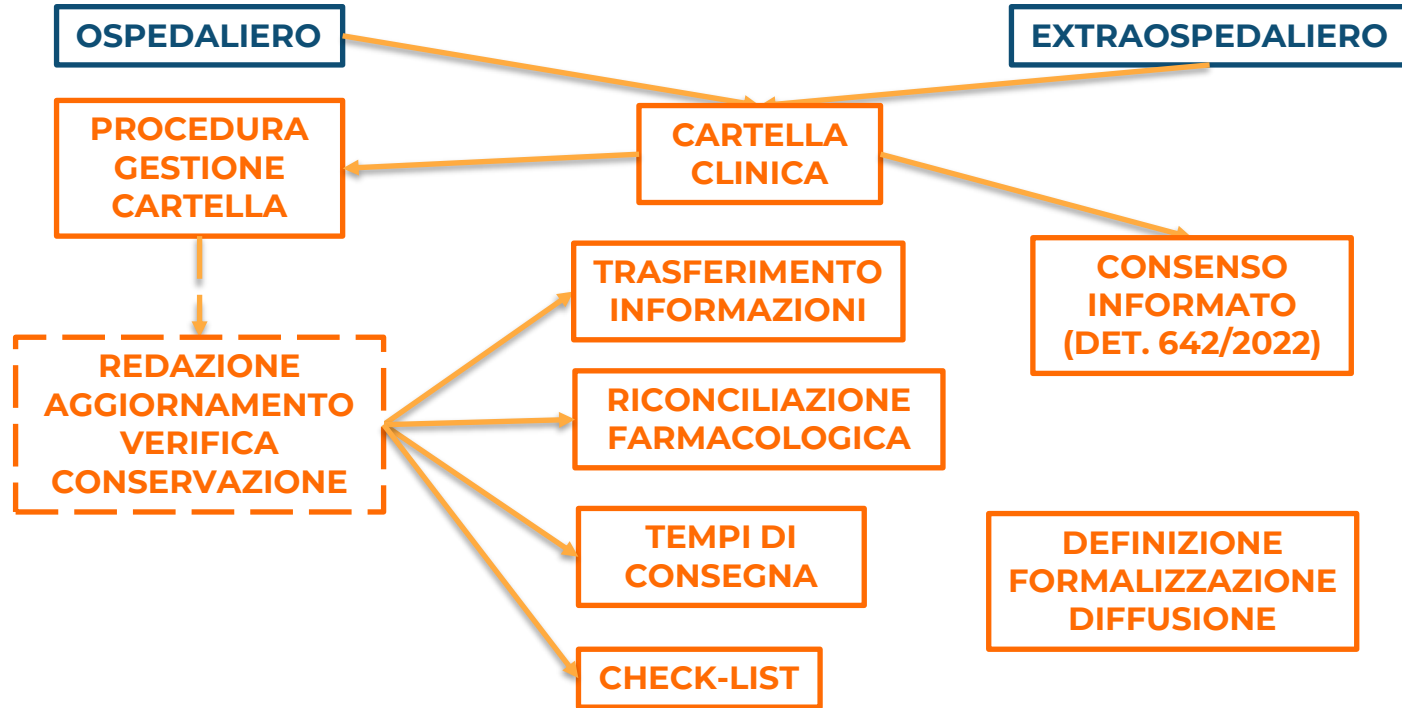 OSPEDALIERO
EXTRAOSPEDALIERO
PROCEDURA
GESTIONE
CARTELLA
CARTELLA
CLINICA
TRASFERIMENTO
INFORMAZIONI
CONSENSO
INFORMATO
(DET. 642/2022)
REDAZIONE
AGGIORNAMENTO
VERIFICA
CONSERVAZIONE
RICONCILIAZIONE
FARMACOLOGICA
TEMPI DI
CONSEGNA
DEFINIZIONE
FORMALIZZAZIONE
DIFFUSIONE
CHECK-LIST